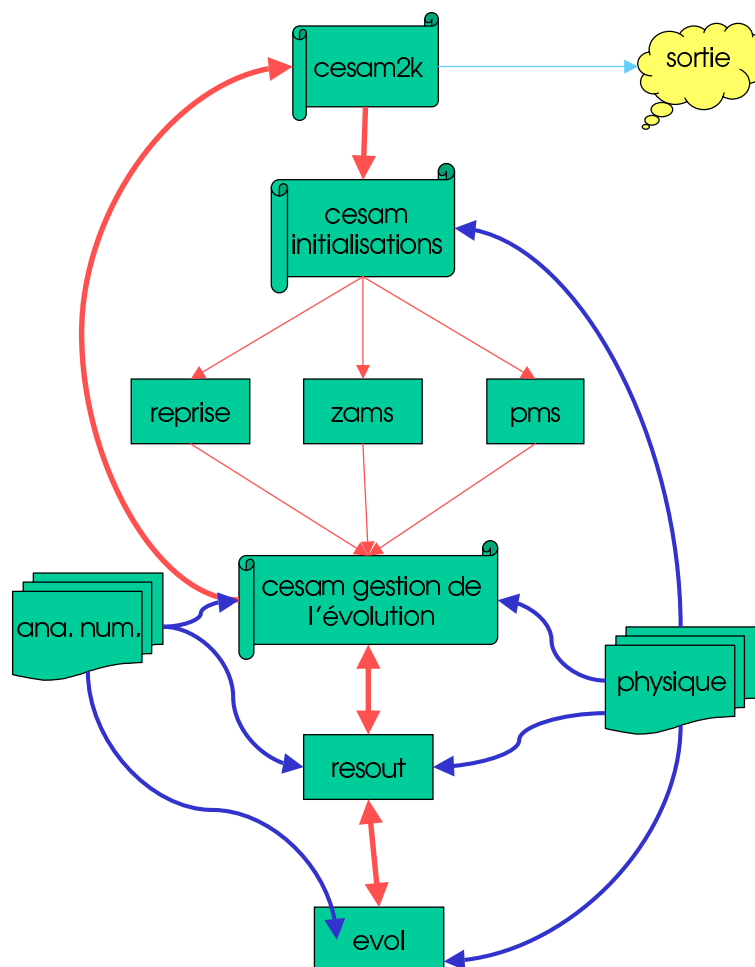 cesam2k
sortie
cesam
initialisations
reprise
zams
pms
cesam gestion de
l'évolution
ana. num.
physique
resout
evol